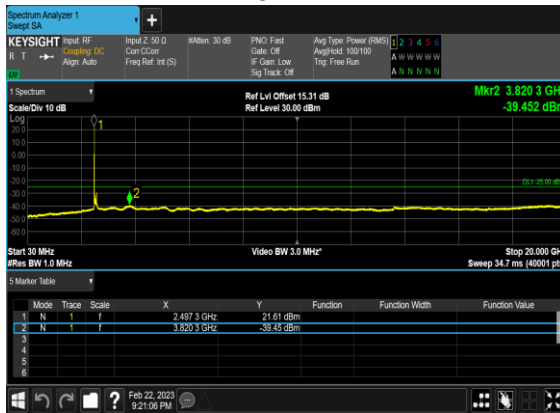 Spectrum Analyzer 1
Swept SA
+
KEYSIGHT Input: RF Input Z: 50 Ω #Atten: 30 dB PNO: Fast Avg Type: Power (RMS) 1 2 3 4 5 6
R T Coupling: DC Corr CCorr Gate: Off Avg|Hold: 100/100 A W W W W W
Align: Auto Freq Ref: Int (S) IF Gain: Low Trig: Free Run
Sig Track: Off A N N N N N
1 Spectrum
Scale/Div 10 dB
Ref Lvl Offset 15.31 dB
Ref Level 30.00 dBm
Mkr2 3.820 3 GH
-39.452 dBr
Log
20.0
10.0
0.00
-10.0
-20.0
-30.0
-40.0
-50.0
-60.0
1
2
Start 30 MHz
#Res BW 1.0 MHz
Video BW 3.0 MHz*
Stop 20.000 GH
Sweep 34.7 ms (40001 pt
5 Marker Table
Mode Trace Scale X Y Function Function Width Function Value
1 N 1 f 2.497 3 GHz 21.61 dBm
2 N 1 f 3.820 3 GHz -39.45 dBm
3
4
5
6
?
Feb 22, 2023
9:21:06 PM